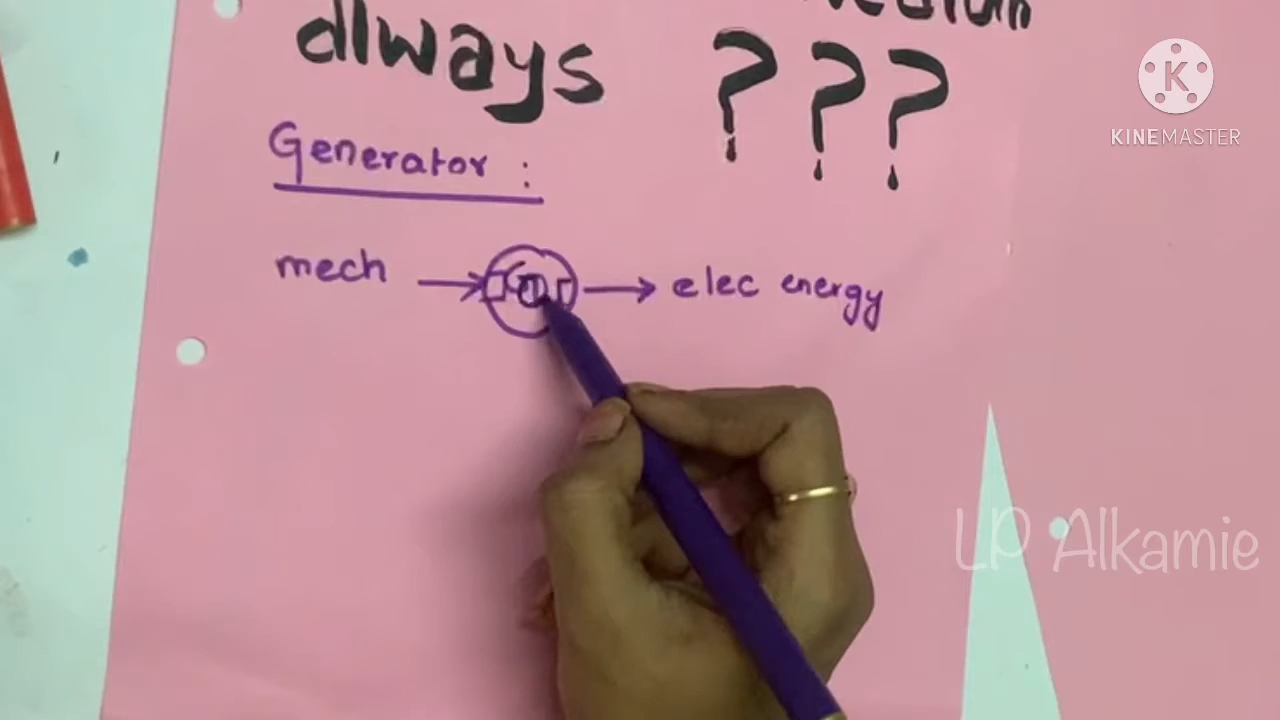 always ???
Generator :
mech → → elec energy
KINEMASTER
LP Alkamie